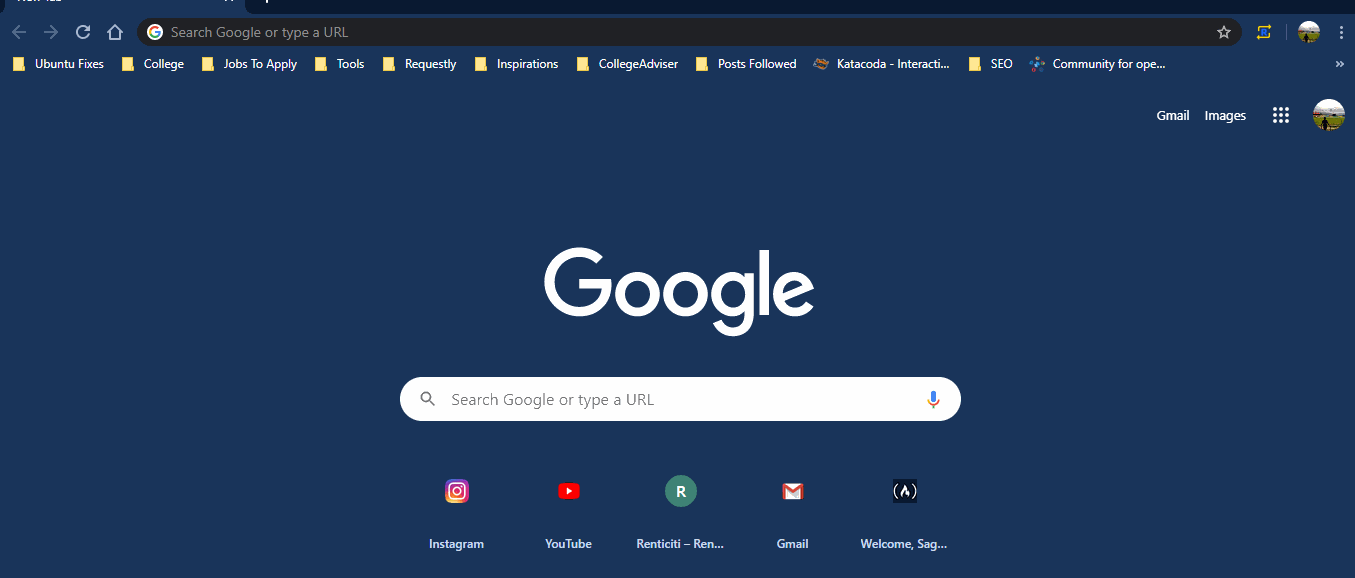 Search Google or type a URL
Ubuntu Fixes College Jobs To Apply Tools Requestly Inspirations CollegeAdviser Posts Followed Katacoda - Interacti... SEO Community for ope... »
Gmail Images
Google
Search Google or type a URL
R
Instagram YouTube Renticiti – Ren... Gmail Welcome, Sag...